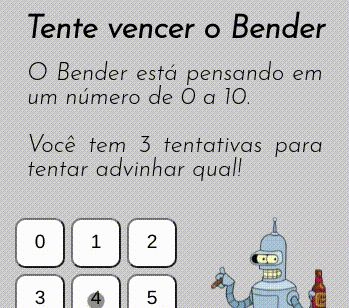 Tente vencer o Bender
O Bender está pensando em
um número de 0 a 10.
Você tem 3 tentativas para
tentar advinhar qual!
0 1 2
3 4 5